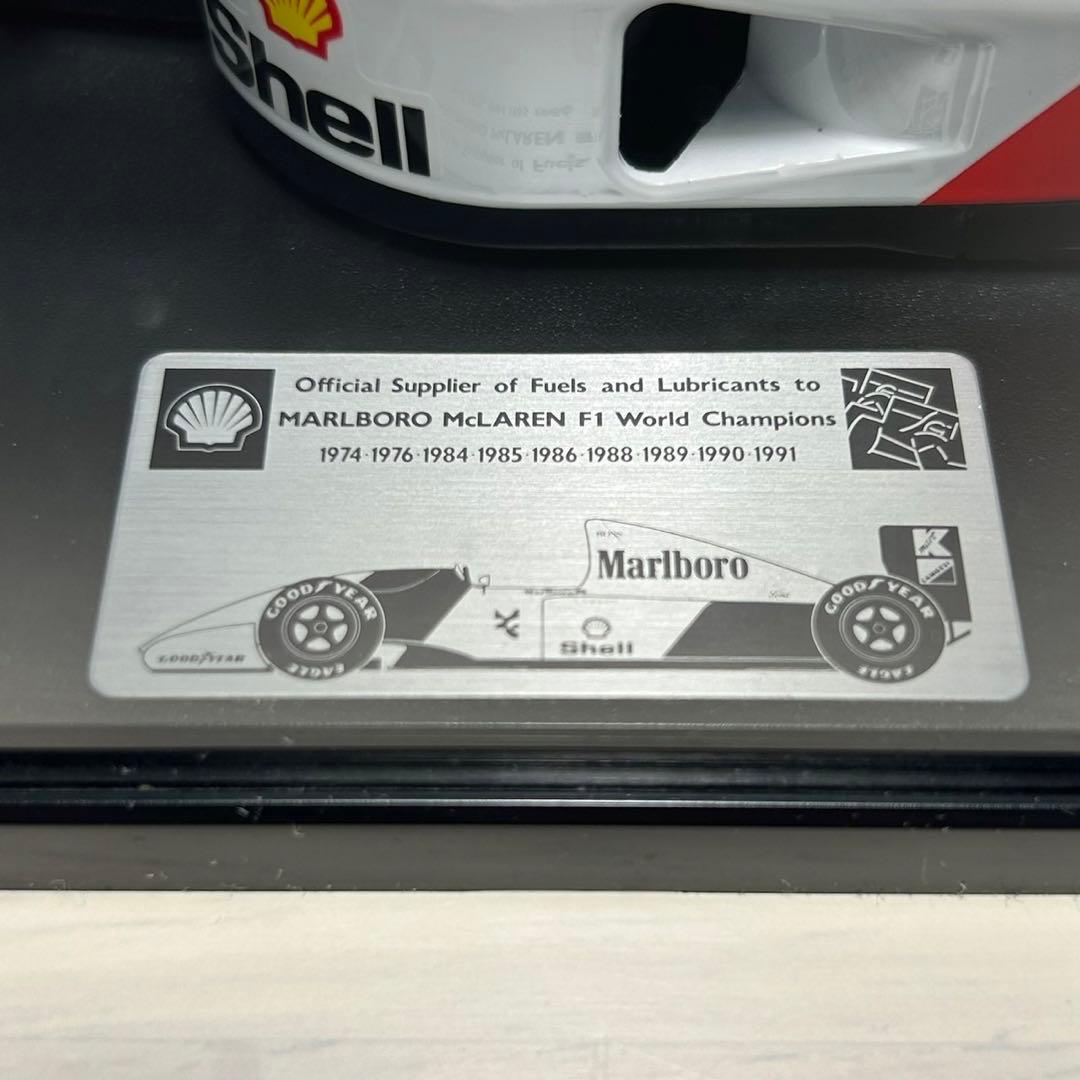 Shell
Official Supplier of Fuels and Lubricants to
MARLBORO McLAREN F1 World Champions
1974·1976·1984·1985·1986·1988·1989·1990·1991
Marlboro
GOODYEAR
GOODYEAR
GOODYEAR
Shell
EAGLE
EAGLE